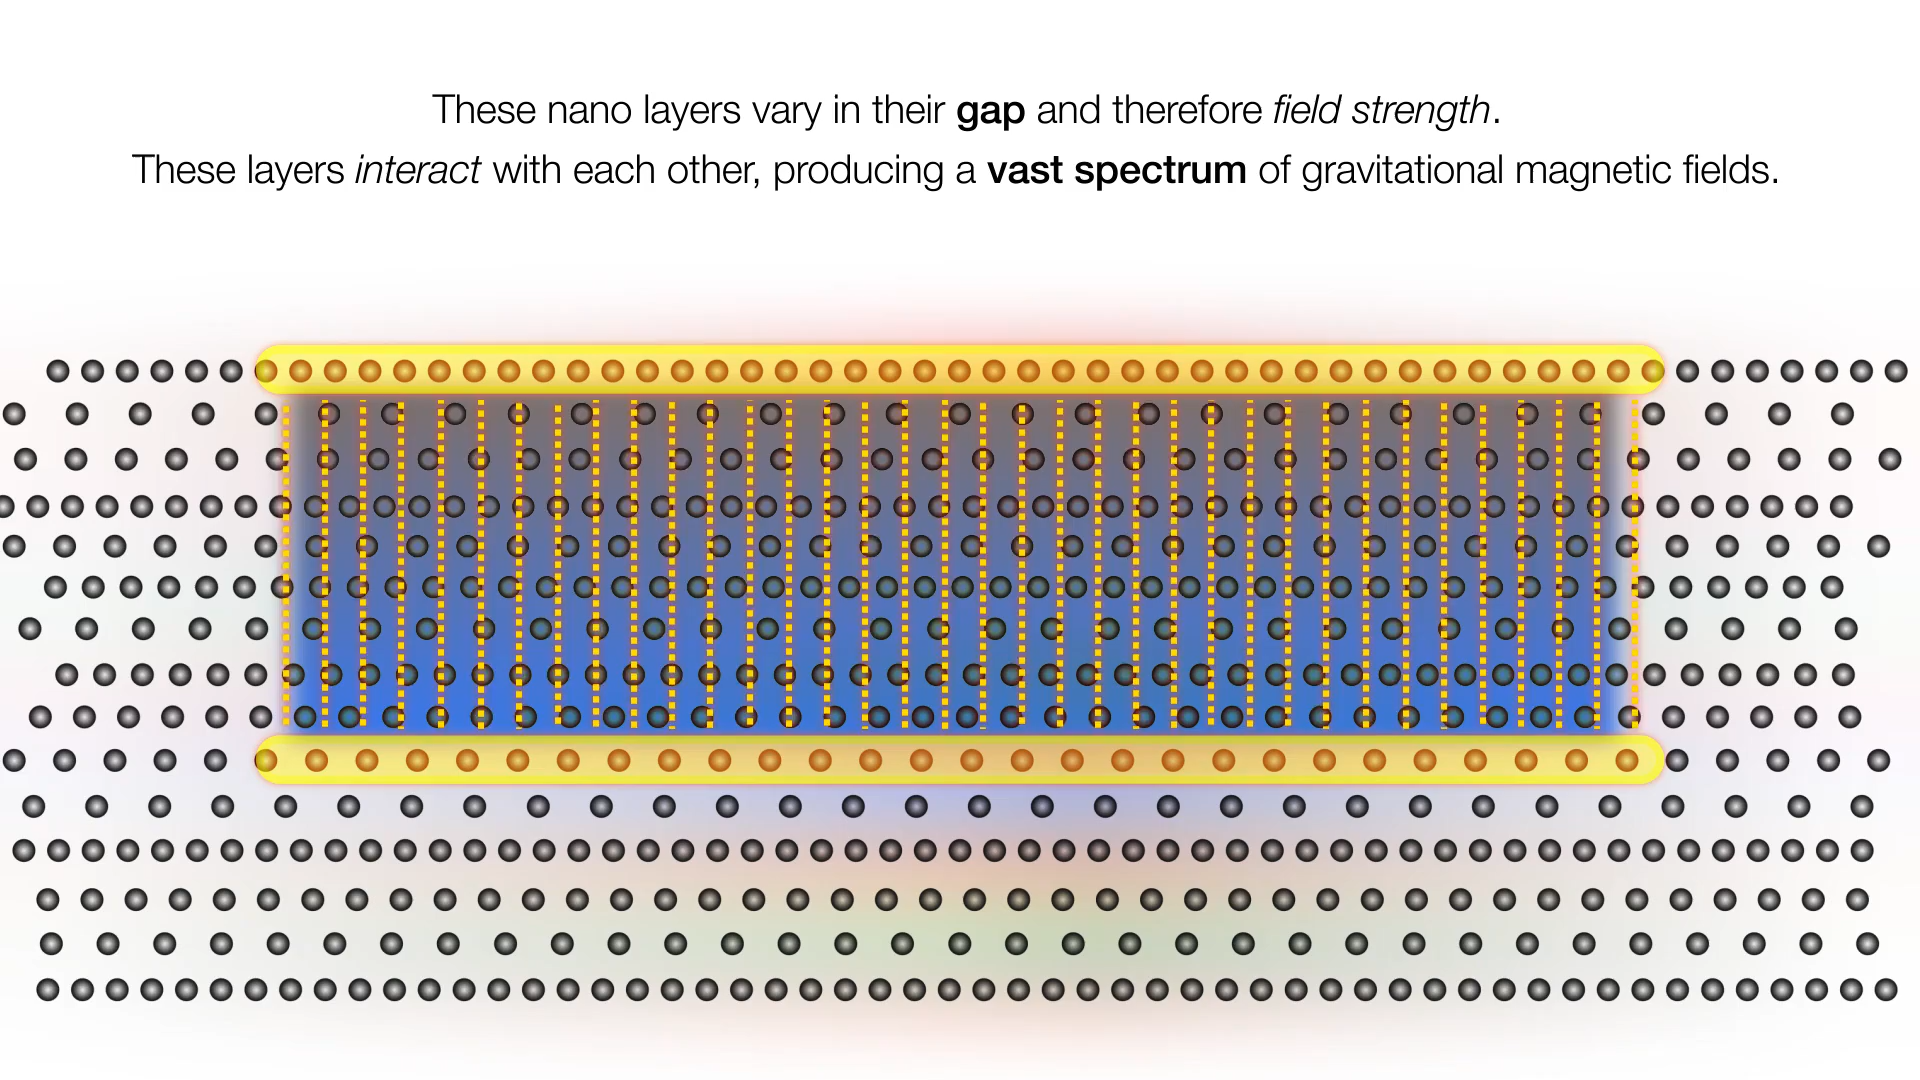 These nano layers vary in their gap and therefore field strength.
These layers interact with each other, producing a vast spectrum of gravitational magnetic fields.